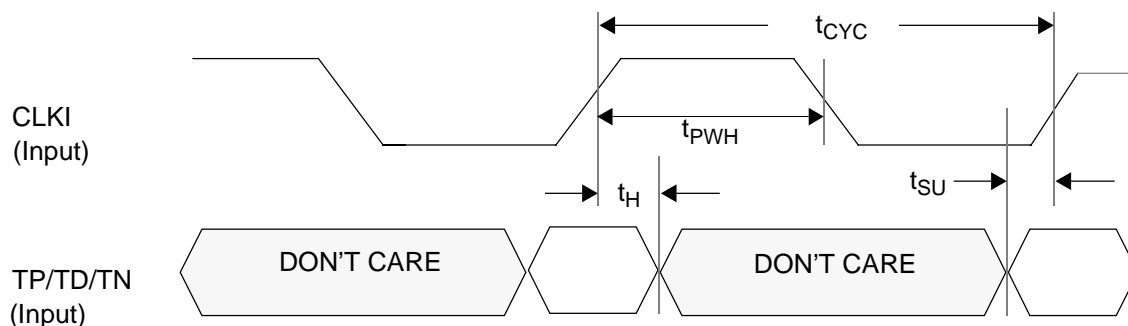 tCYC
CLKI
(Input)
tPWH
tH
tSU
DON'T CARE
DON'T CARE
TP/TD/TN
(Input)